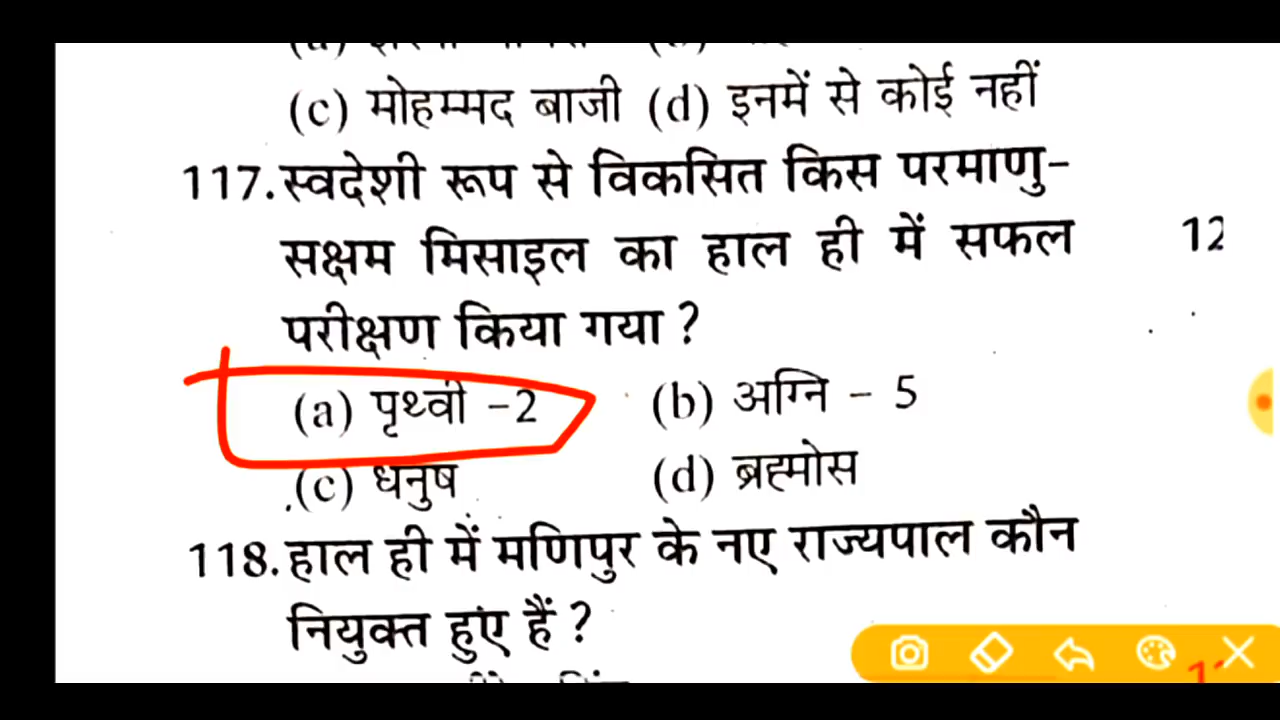 (c) मोहम्मद बाजी (d) इनमें से कोई नहीं
117. स्वदेशी रूप से विकसित किस परमाणु-
सक्षम मिसाइल का हाल ही में सफल
परीक्षण किया गया ?
(a) पृथ्वी -2 (b) अग्नि - 5
(c) धनुष (d) ब्रह्मोस
118. हाल ही में मणिपुर के नए राज्यपाल कौन
नियुक्त हुए हैं ?
12